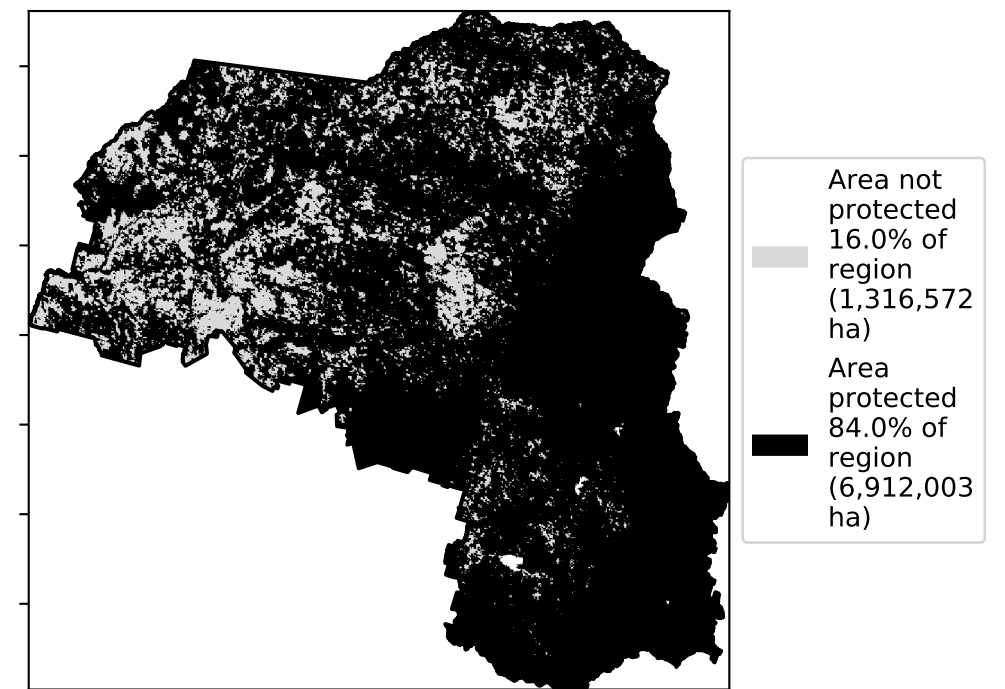 Area not
protected
16.0% of
region
(1,316,572
ha)
Area
protected
84.0% of
region
(6,912,003
ha)